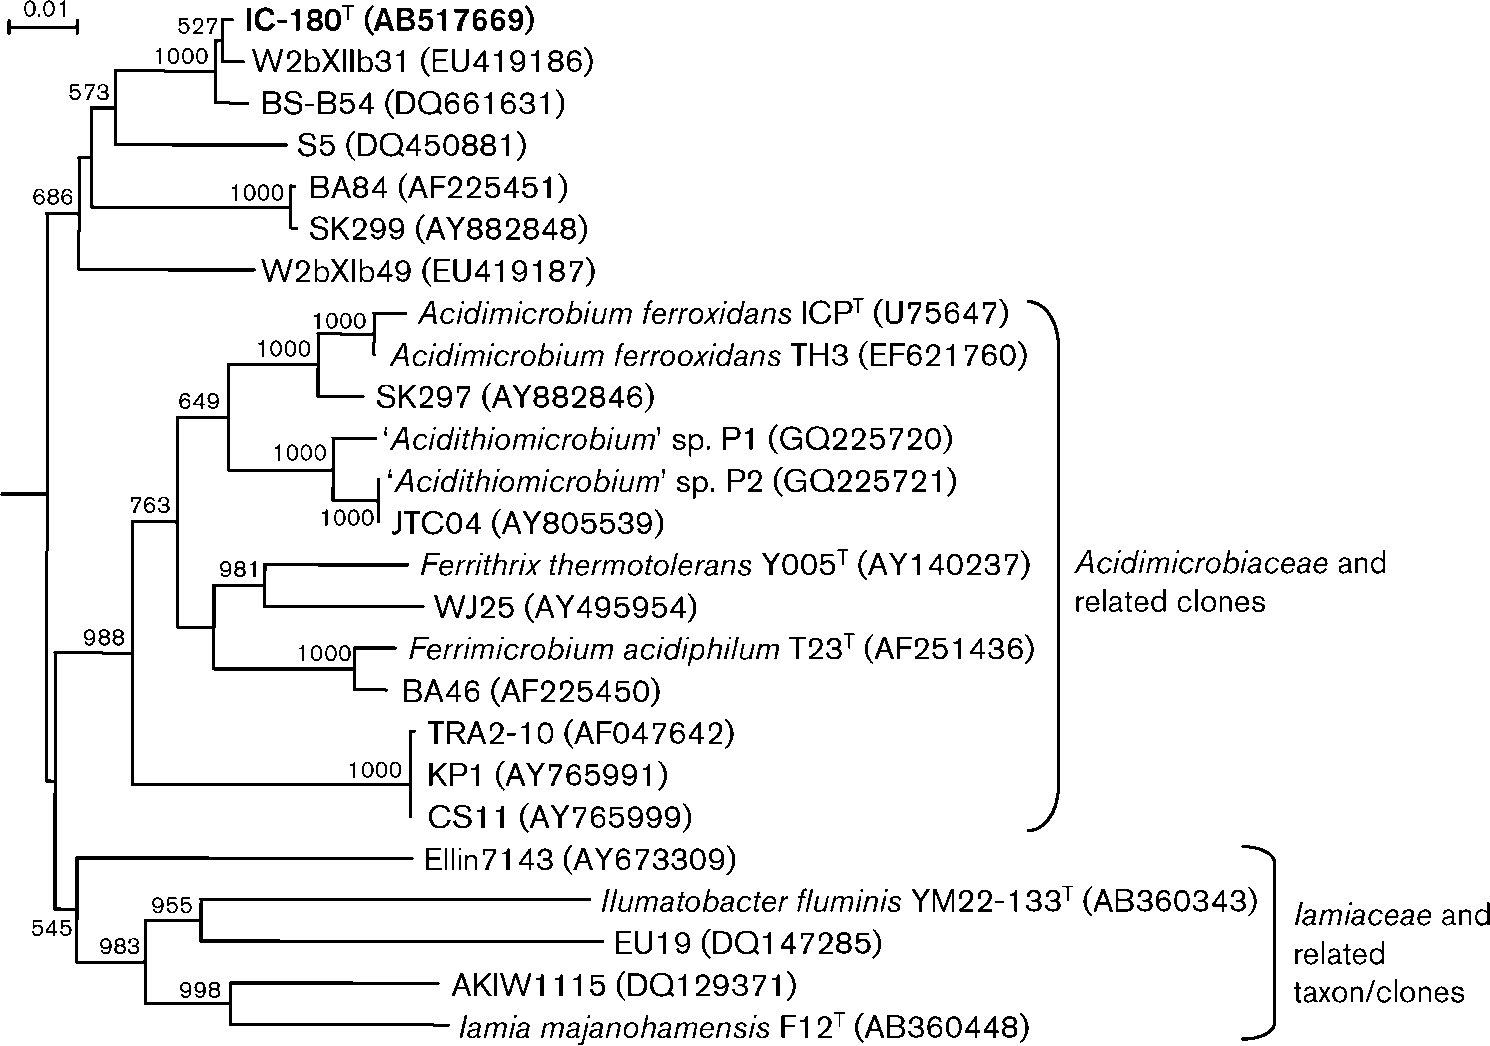 0.01
527
IC-180ᵀ (AB517669)
W2bXIIb31 (EU419186)
1000
BS-B54 (DQ661631)
573
S5 (DQ450881)
BA84 (AF225451)
1000
686
SK299 (AY882848)
W2bXIb49 (EU419187)
Acidimicrobium ferroxidans ICPᵀ (U75647)
1000
Acidimicrobium ferrooxidans TH3 (EF621760)
1000
SK297 (AY882846)
649
'Acidithiomicrobium' sp. P1 (GQ225720)
1000
'Acidithiomicrobium' sp. P2 (GQ225721)
763
1000
JTC04 (AY805539)
Ferrithrix thermotolerans Y005ᵀ (AY140237)
981
WJ25 (AY495954)
988
Ferrimicrobium acidiphilum T23ᵀ (AF251436)
1000
BA46 (AF225450)
TRA2-10 (AF047642)
1000
KP1 (AY765991)
CS11 (AY765999)
Acidimicrobiaceae and
related clones
Ellin7143 (AY673309)
Ilumatobacter fluminis YM22-133ᵀ (AB360343)
955
545
983
EU19 (DQ147285)
AKIW1115 (DQ129371)
998
Iamia majanohamensis F12ᵀ (AB360448)
Iamiaceae and
related
taxon/clones